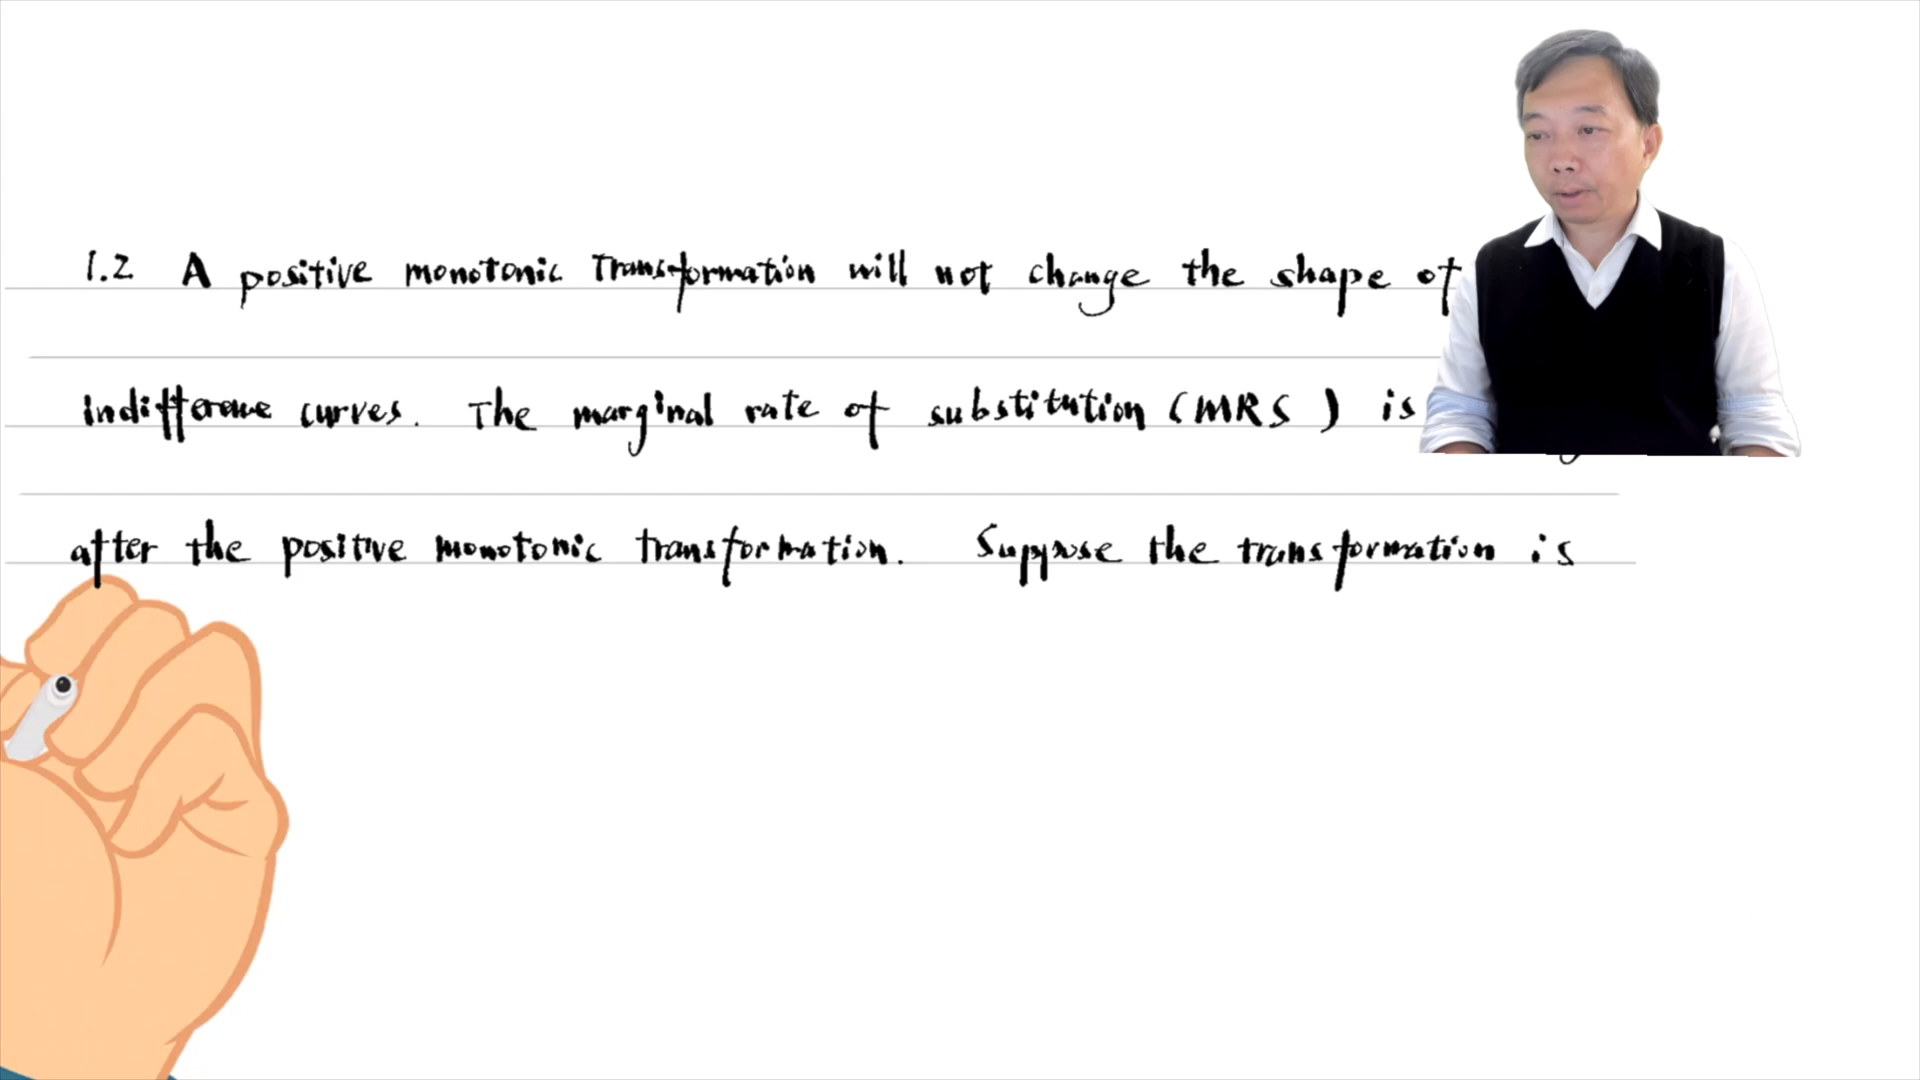 1.2 A positive monotonic Transformation will not change the shape of
indifference curves. The marginal rate of substitution (MRS) is
after the positive monotonic transformation. Suppose the transformation is